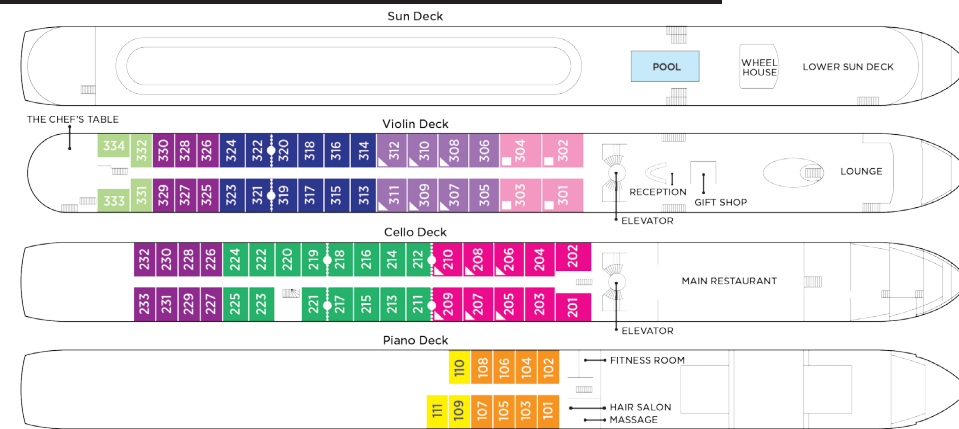 Sun Deck
POOL
WHEEL
HOUSE
LOWER SUN DECK
THE CHEF'S TABLE
Violin Deck
334 332 330 328 326 324 322 320 318 316 314 312 310 308 306 304 302
333 331 329 327 325 323 321 319 317 315 313 311 309 307 305 303 301
LOUNGE
RECEPTION
GIFT SHOP
ELEVATOR
Cello Deck
232 230 228 226 224 222 220 219 218 216 214 212 210 208 206 204 202
233 231 229 227 225 223 221 217 215 213 211 209 207 205 203 201
MAIN RESTAURANT
ELEVATOR
Piano Deck
110 108 106 104 102
111 109 107 105 103 101
FITNESS ROOM
HAIR SALON
MASSAGE